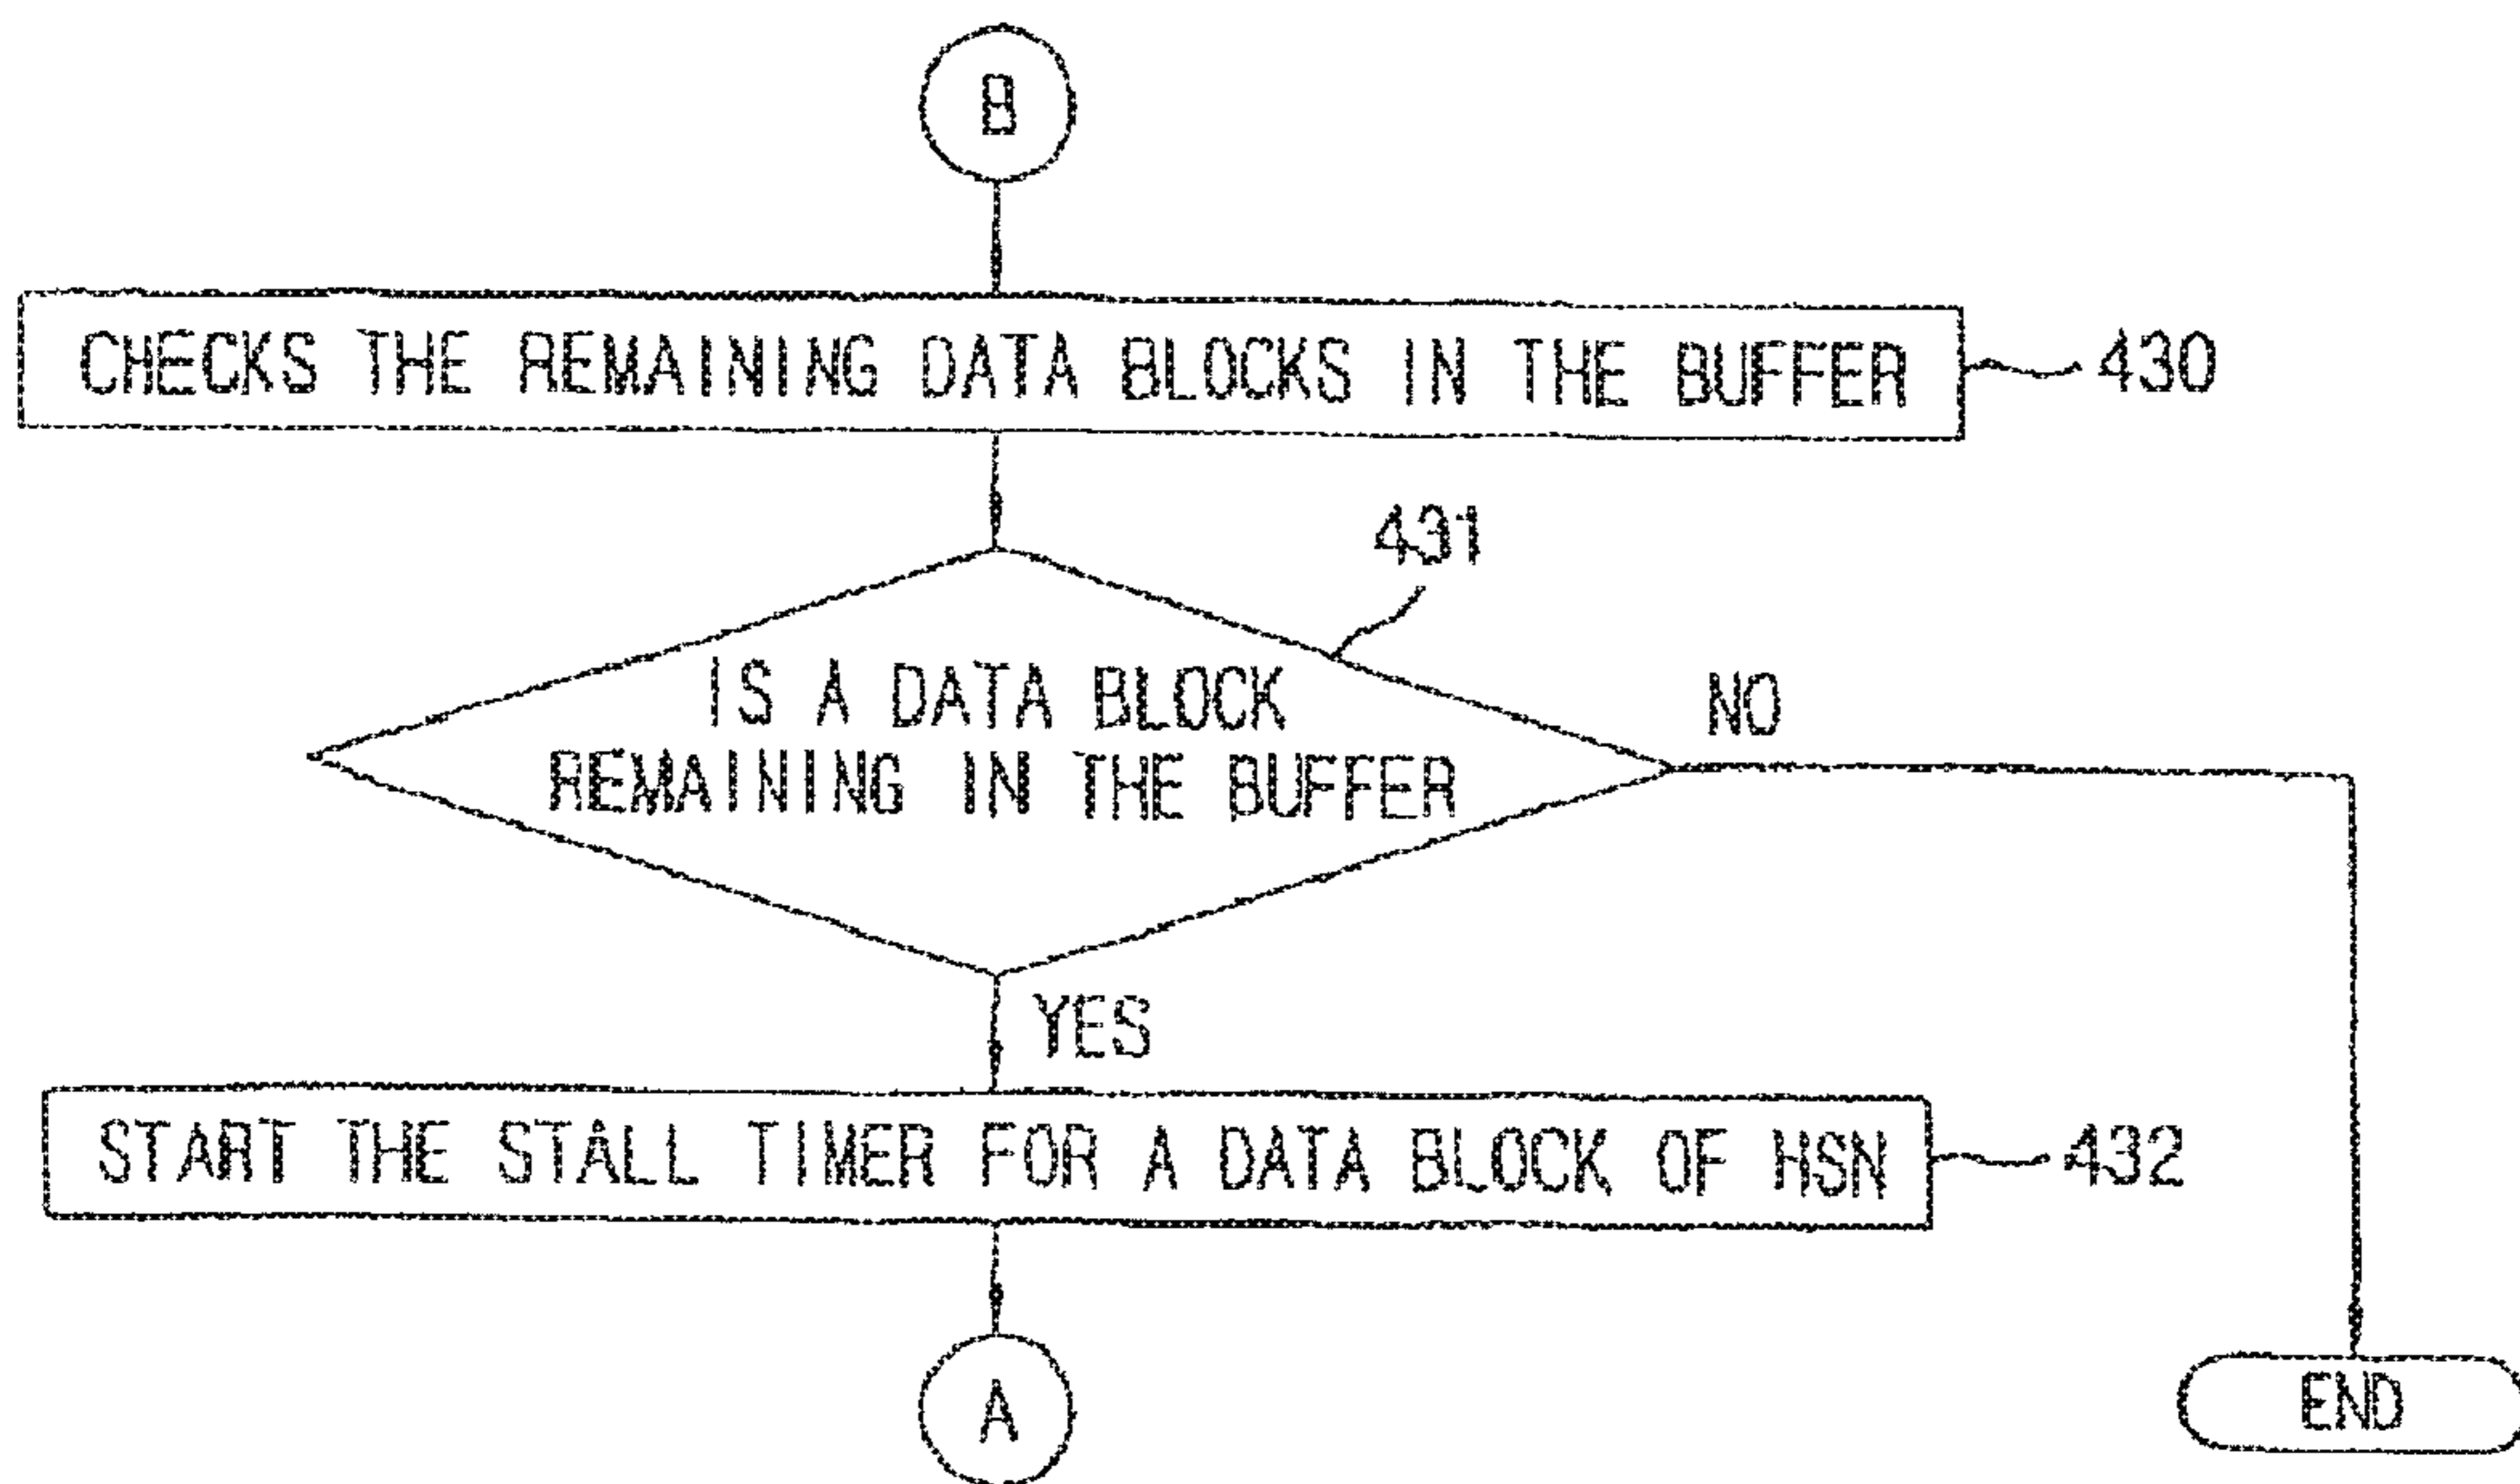 B
CHECKS THE REMAINING DATA BLOCKS IN THE BUFFER
430
431
IS A DATA BLOCK
REMAINING IN THE BUFFER
NO
YES
START THE STALL TIMER FOR A DATA BLOCK OF HSN
432
A
END